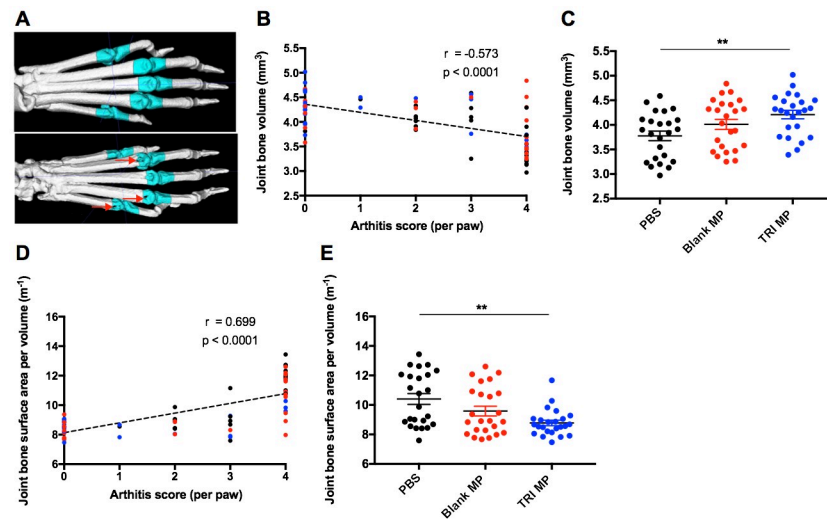 A
B
C
Joint bone volume (mm³)
5.5
5.0
4.5
4.0
3.5
3.0
2.5
0 1 2 3 4
Arthitis score (per paw)
r = -0.573
p < 0.0001
Joint bone volume (mm³)
5.5
5.0
4.5
4.0
3.5
3.0
2.5
**
PBS
Blank MP
TRI MP
D
E
Joint bone surface area per volume (m⁻¹)
16
14
12
10
8
6
0 1 2 3 4
Arthitis score (per paw)
r = 0.699
p < 0.0001
Joint bone surface area per volume (m⁻¹)
16
14
12
10
8
6
**
PBS
Blank MP
TRI MP